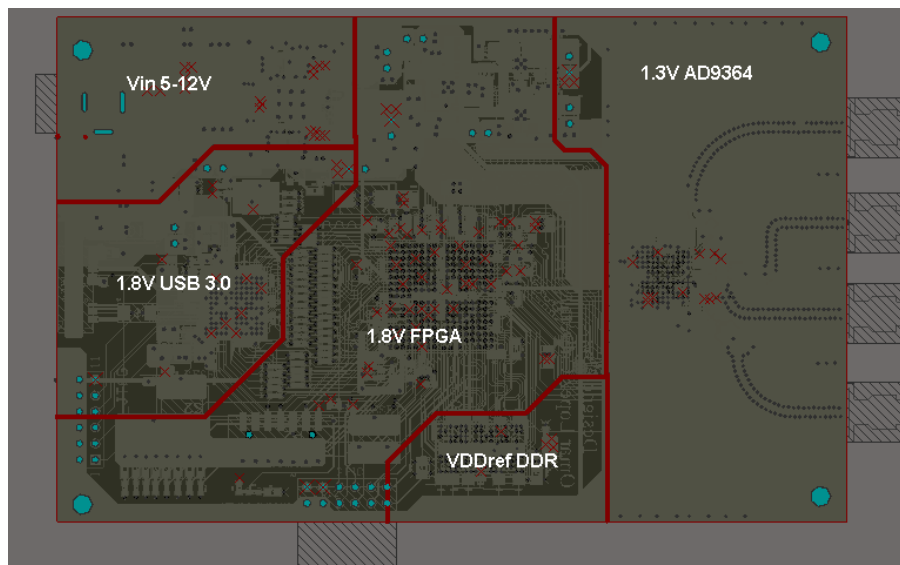 Vin 5-12V
1.3V AD9364
1.8V USB 3.0
1.8V FPGA
VDDref DDR